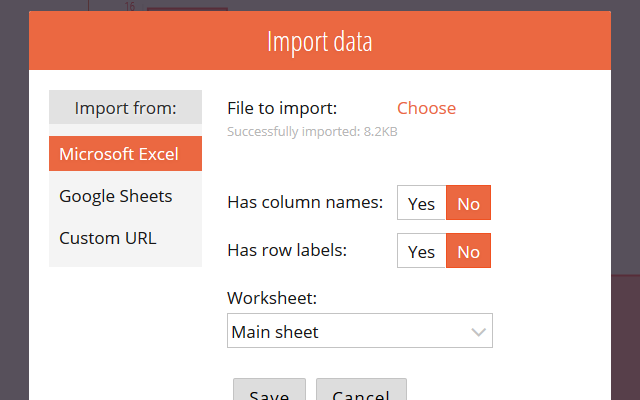 16
Import data
Import from:
Microsoft Excel
Google Sheets
Custom URL
File to import: Choose
Successfully imported: 8.2KB
Has column names: Yes No
Has row labels: Yes No
Worksheet:
Main sheet
Save Cancel